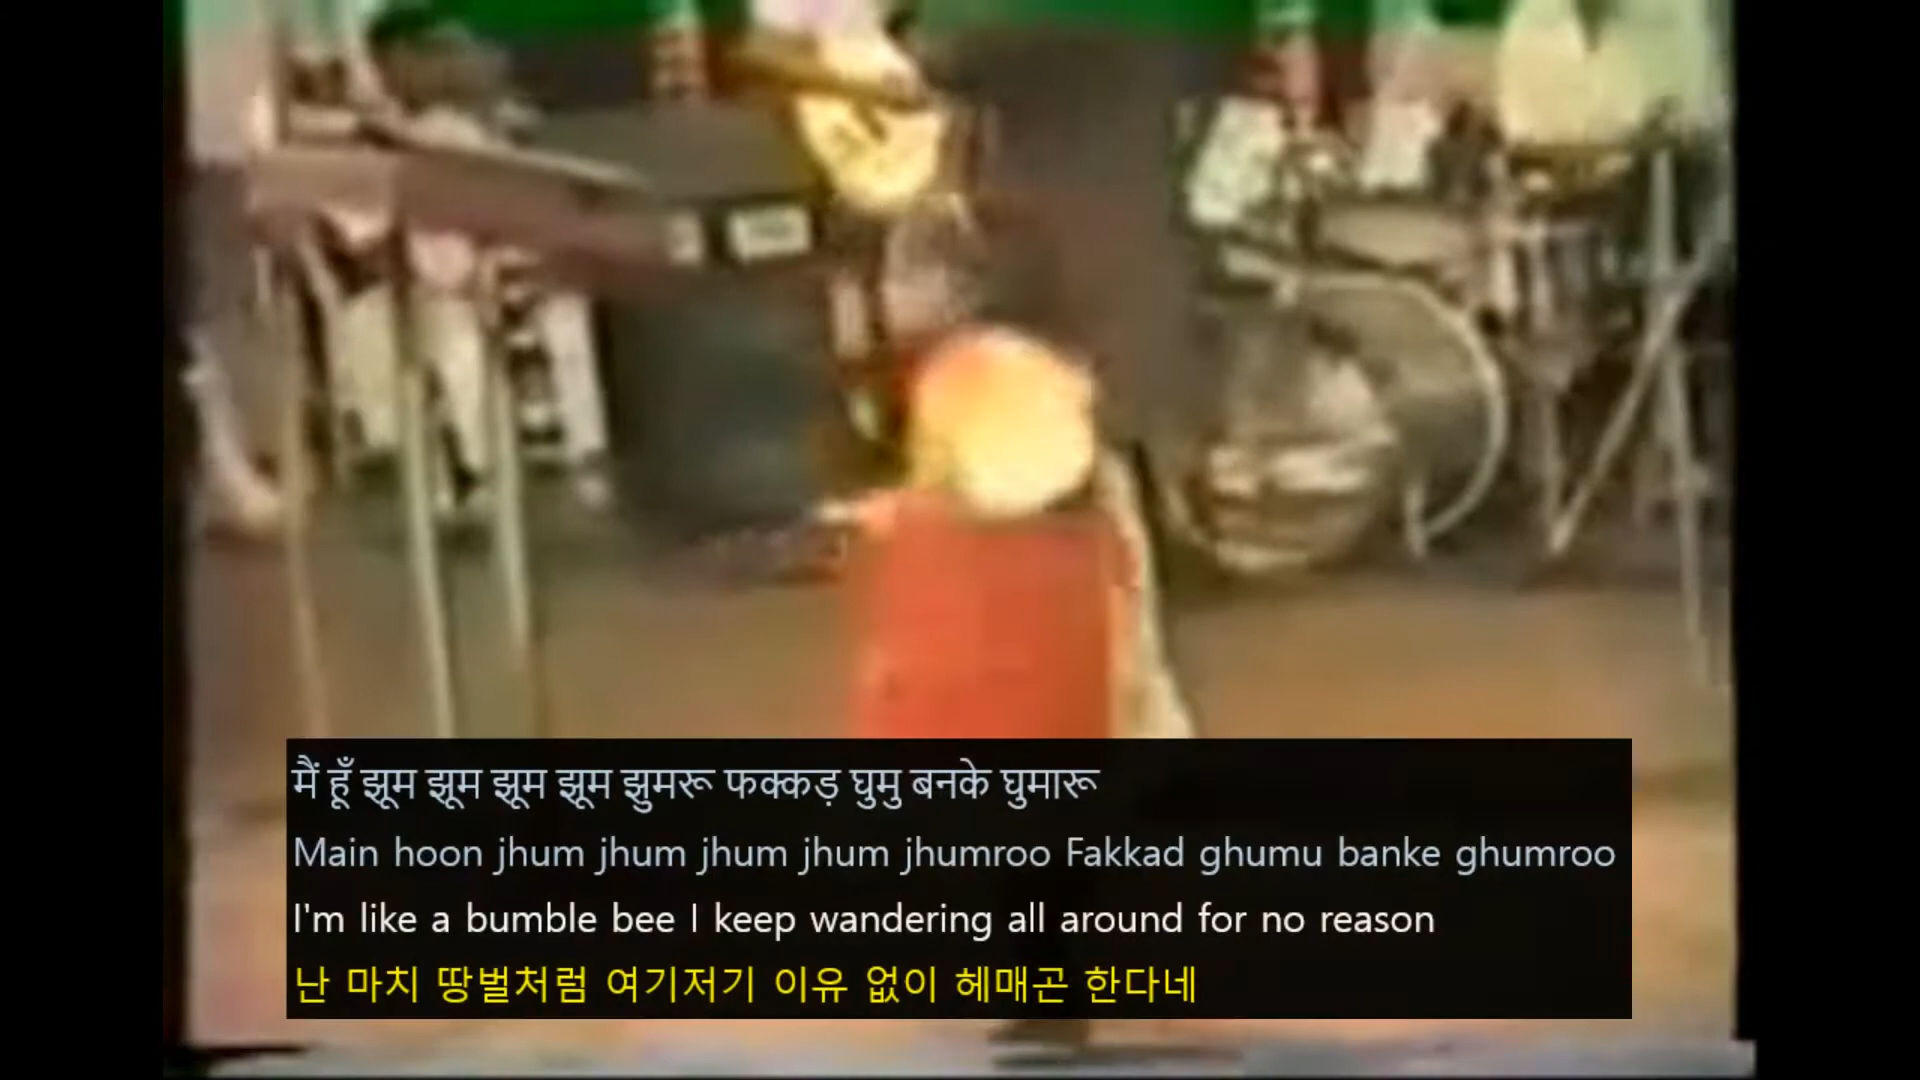 मैं हूँ झूम झूम झूम झूम झुमरू फक्कड़ घुमु बनके घुमारू
Main hoon jhum jhum jhum jhum jhumroo Fakkad ghumu banke ghumroo
I'm like a bumble bee I keep wandering all around for no reason
난 마치 땅벌처럼 여기저기 이유 없이 헤매곤 한다네